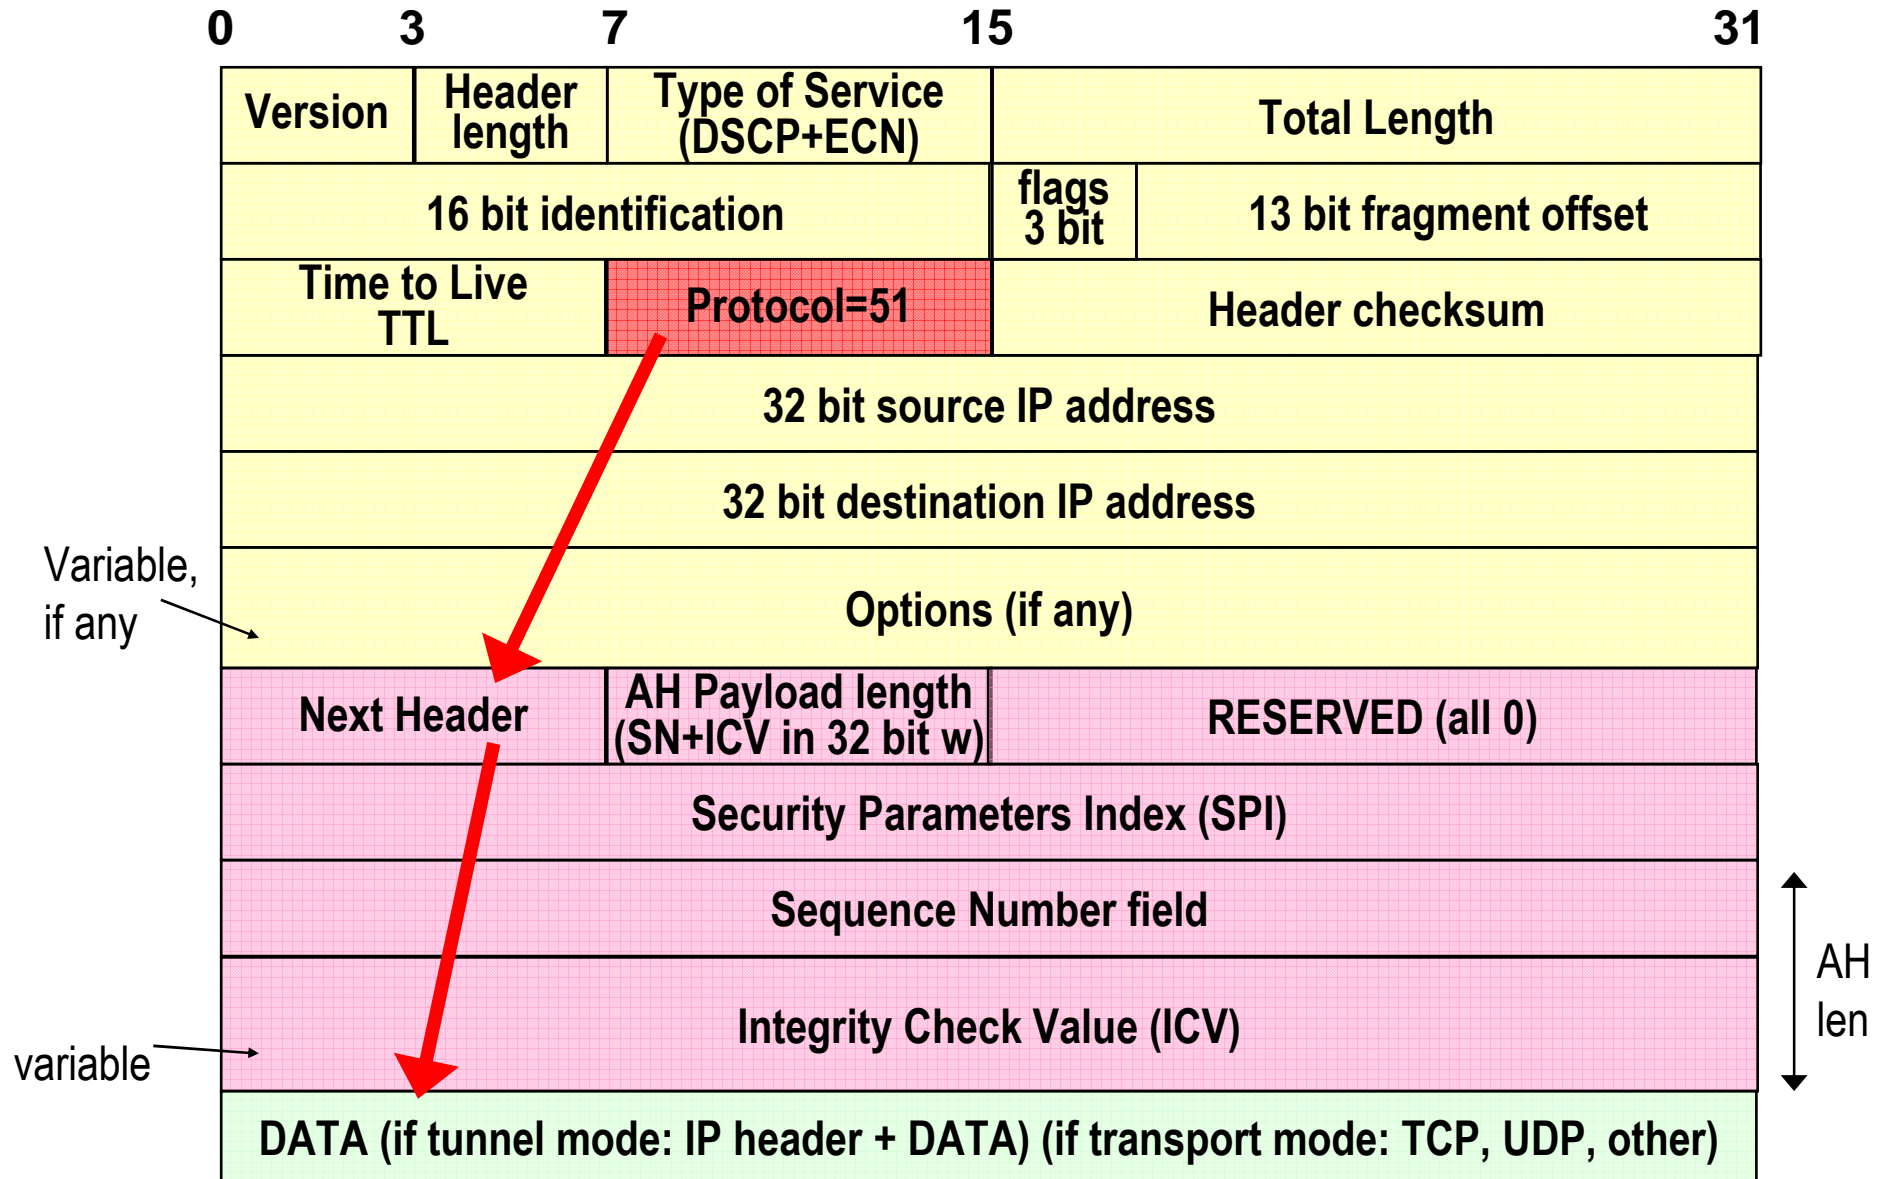 0 3 7 15 31
Version
Header
length
Type of Service
(DSCP+ECN)
Total Length
16 bit identification
flags
3 bit
13 bit fragment offset
Time to Live
TTL
Protocol=51
Header checksum
32 bit source IP address
32 bit destination IP address
Variable,
if any
Options (if any)
Next Header
AH Payload length
(SN+ICV in 32 bit w)
RESERVED (all 0)
Security Parameters Index (SPI)
Sequence Number field
AH
len
Integrity Check Value (ICV)
variable
DATA (if tunnel mode: IP header + DATA) (if transport mode: TCP, UDP, other)